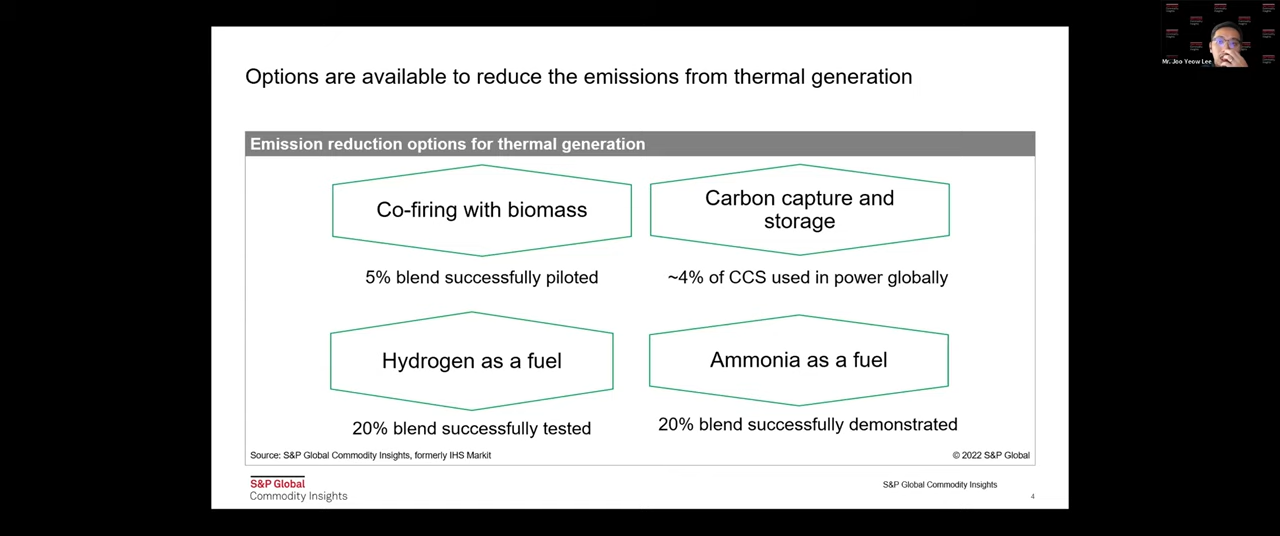 Options are available to reduce the emissions from thermal generation
Emission reduction options for thermal generation
Co-firing with biomass
Carbon capture and
storage
5% blend successfully piloted
~4% of CCS used in power globally
Hydrogen as a fuel
Ammonia as a fuel
20% blend successfully tested
20% blend successfully demonstrated
Source: S&P Global Commodity Insights, formerly IHS Markit
© 2022 S&P Global
S&P Global
Commodity Insights
S&P Global Commodity Insights
4
Mr. Joo Yeow Lee